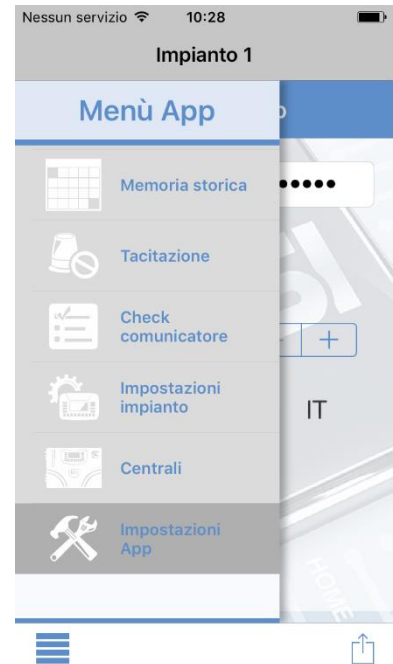 Nessun servizio 10:28
Impianto 1
Menù App
Memoria storica
•••••
Tacitazione
Check
comunicatore
+
Impostazioni
impianto
IT
Centrali
Impostazioni
App
HOME